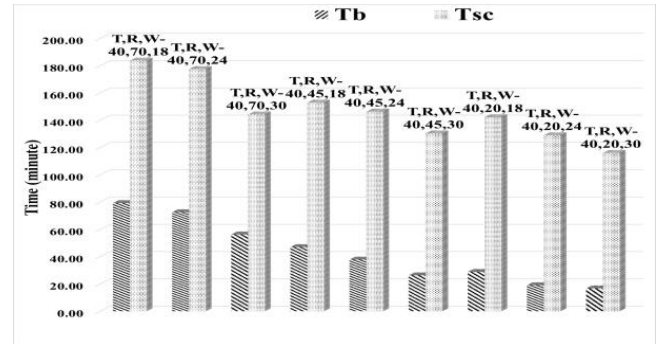 Tb Tsc
200.00
180.00
160.00
140.00
120.00
100.00
80.00
60.00
40.00
20.00
0.00
Time (minute)
T,R,W-
40,70,18
T,R,W-
40,70,24
T,R,W-
40,70,30
T,R,W-
40,45,18
T,R,W-
40,45,24
T,R,W-
40,45,30
T,R,W-
40,20,18
T,R,W-
40,20,24
T,R,W-
40,20,30